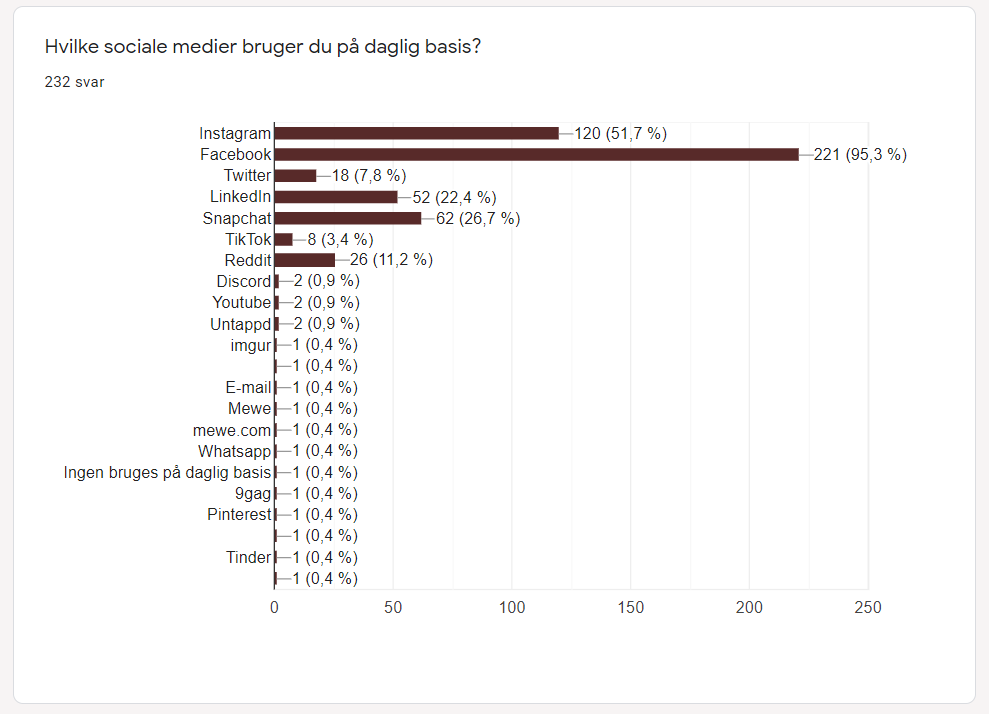 Hvilke sociale medier bruger du på daglig basis?
232 svar
Instagram 120 (51,7 %)
Facebook 221 (95,3 %)
Twitter 18 (7,8 %)
LinkedIn 52 (22,4 %)
Snapchat 62 (26,7 %)
TikTok 8 (3,4 %)
Reddit 26 (11,2 %)
Discord 2 (0,9 %)
Youtube 2 (0,9 %)
Untappd 2 (0,9 %)
imgur 1 (0,4 %)
1 (0,4 %)
E-mail 1 (0,4 %)
Mewe 1 (0,4 %)
mewe.com 1 (0,4 %)
Whatsapp 1 (0,4 %)
Ingen bruges på daglig basis 1 (0,4 %)
9gag 1 (0,4 %)
Pinterest 1 (0,4 %)
1 (0,4 %)
Tinder 1 (0,4 %)
1 (0,4 %)
0 50 100 150 200 250